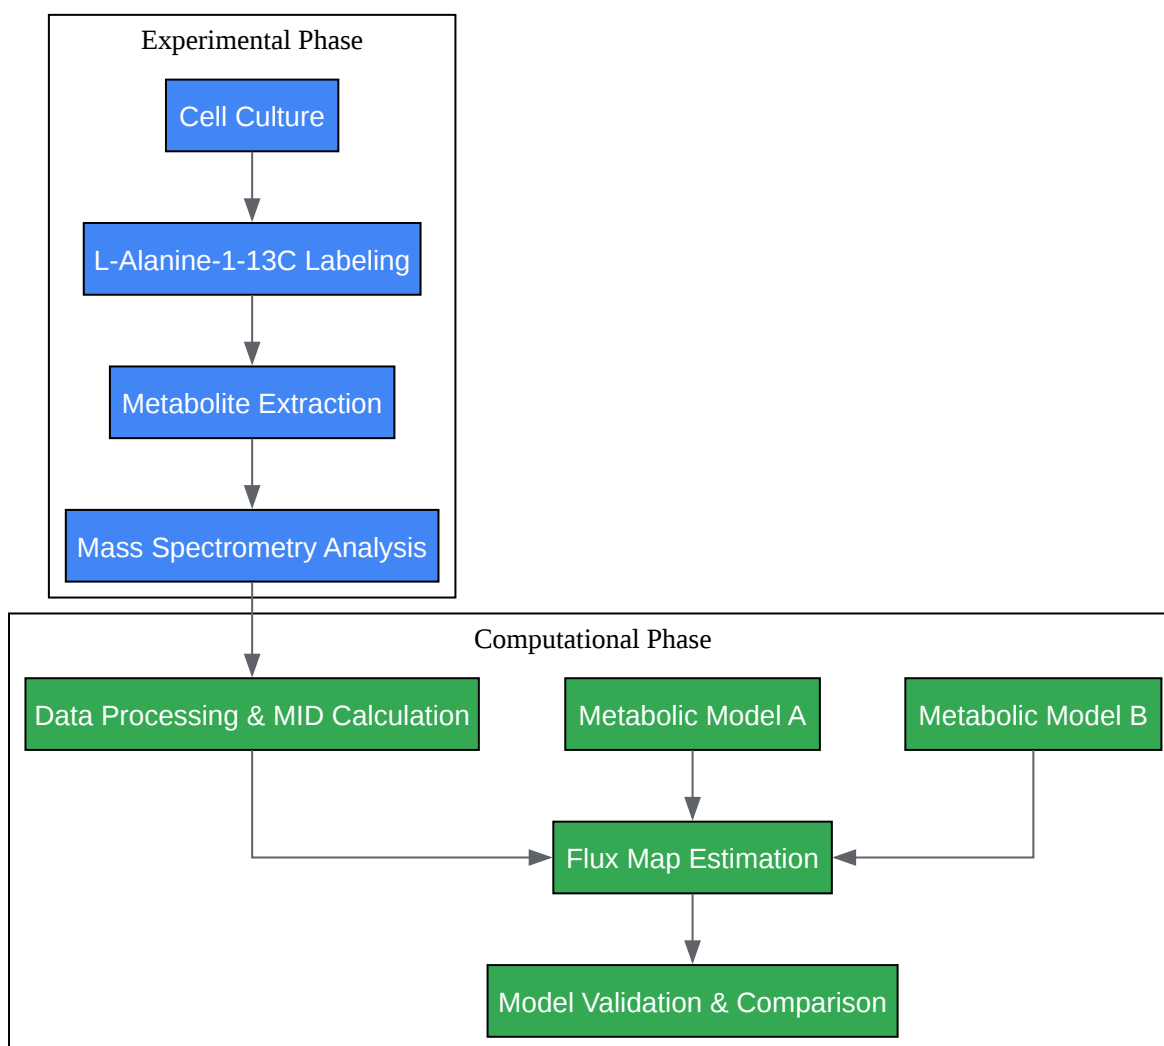 Experimental Phase
Cell Culture
L-Alanine-1-13C Labeling
Metabolite Extraction
Mass Spectrometry Analysis
Computational Phase
Data Processing & MID Calculation
Metabolic Model A
Metabolic Model B
Flux Map Estimation
Model Validation & Comparison